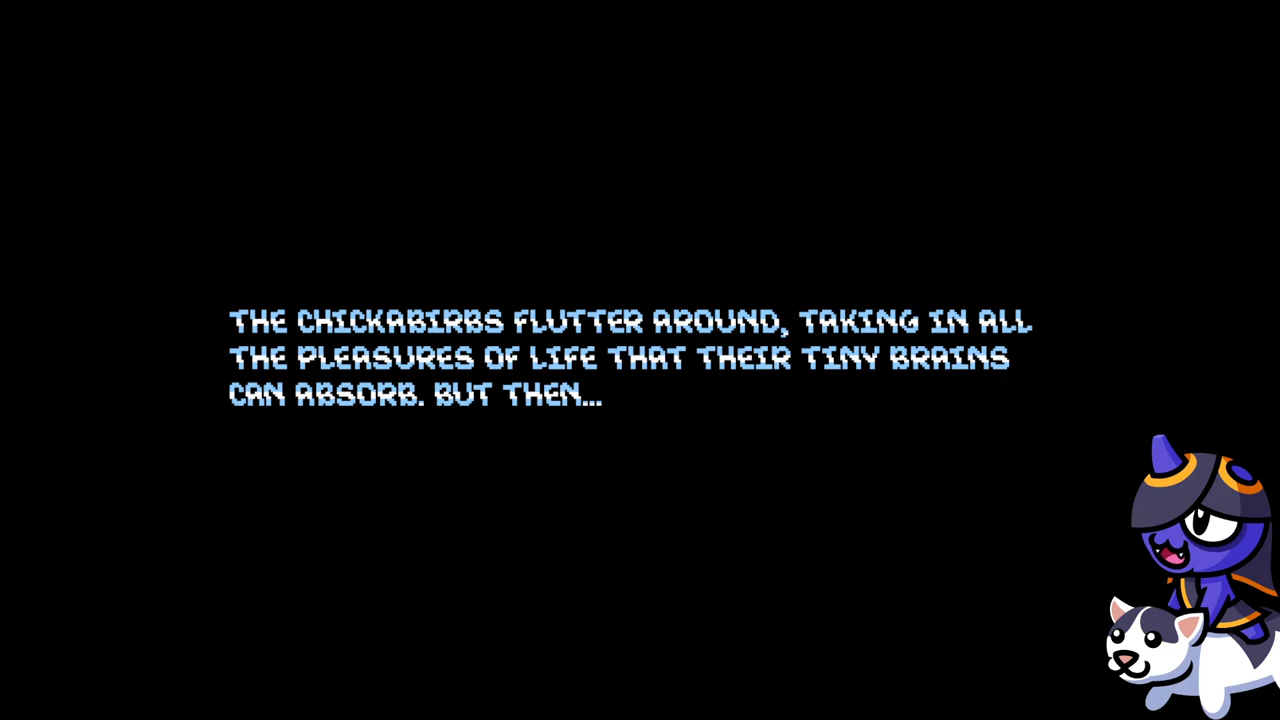 THE CHICKABIRBS FLUTTER AROUND, TAKING IN ALL
THE PLEASURES OF LIFE THAT THEIR TINY BRAINS
CAN ABSORB. BUT THEN...